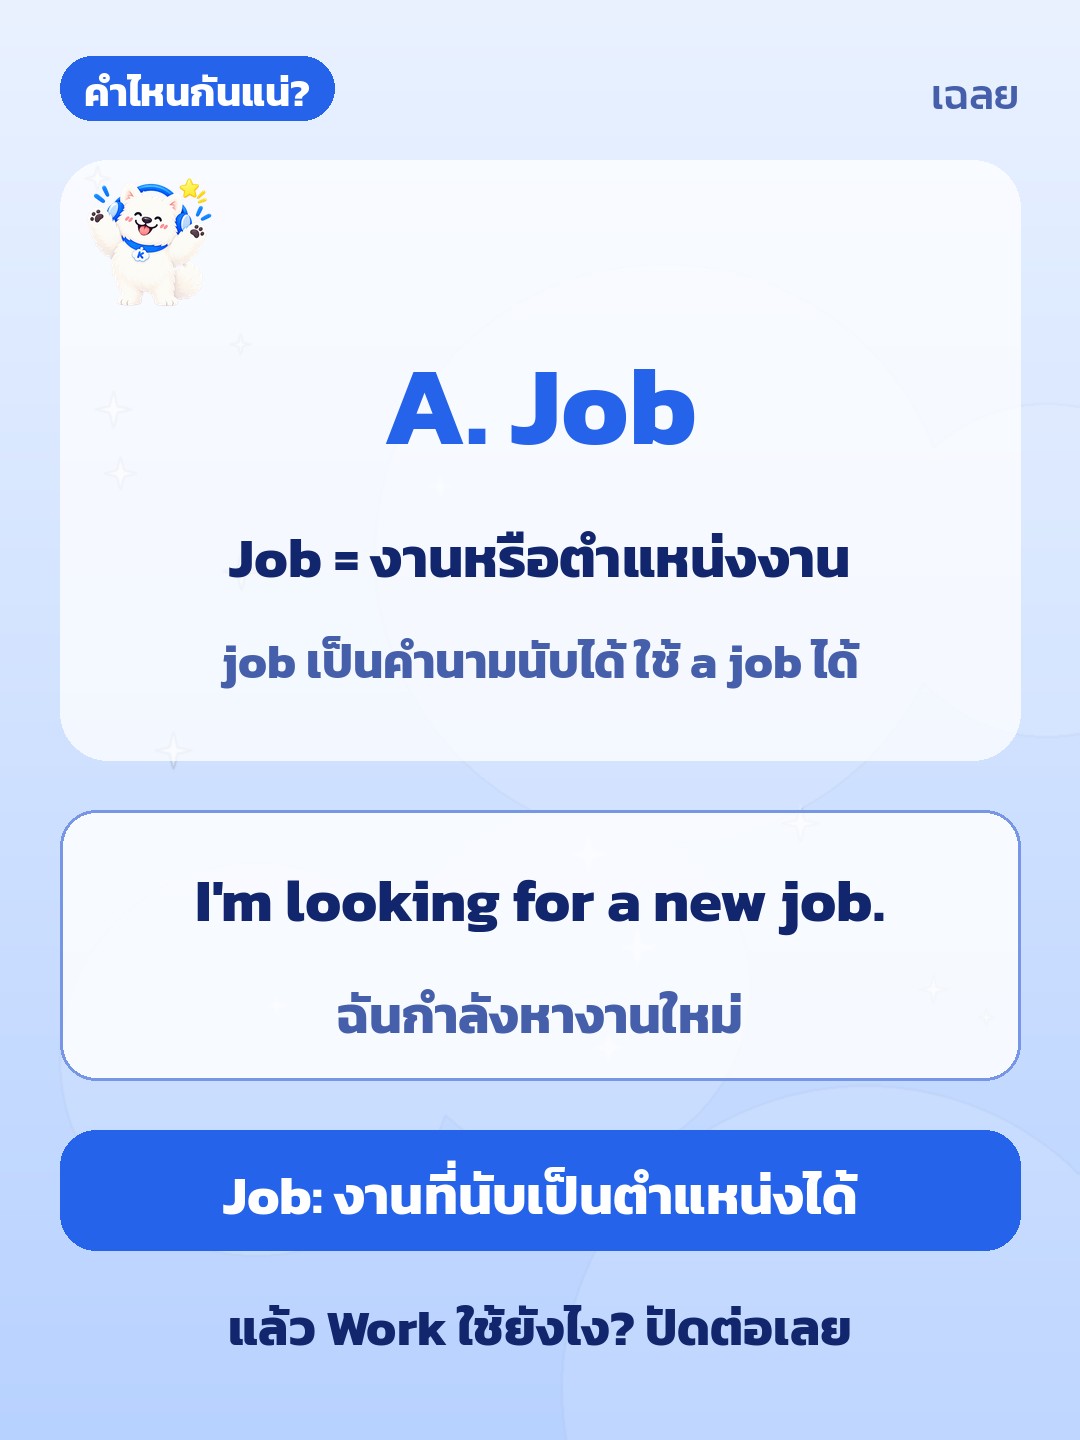 คำไหนกันแน่?
เฉลย
K
A. Job
Job = งานหรือตำแหน่งงาน
job เป็นคำนามนับได้ ใช้ a job ได้
I'm looking for a new job.
ฉันกำลังหางานใหม่
Job: งานที่นับเป็นตำแหน่งได้
แล้ว Work ใช้ยังไง? ปัดต่อเลย